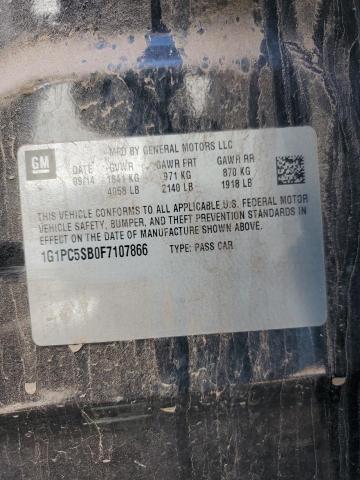 MFD BY GENERAL MOTORS LLC
GM
DATE GVWR GAWR FRT GAWR RR
09/14 1841 KG 971 KG 870 KG
4058 LB 2140 LB 1918 LB
THIS VEHICLE CONFORMS TO ALL APPLICABLE U.S. FEDERAL MOTOR
VEHICLE SAFETY, BUMPER, AND THEFT PREVENTION STANDARDS IN
EFFECT ON THE DATE OF MANUFACTURE SHOWN ABOVE.
1G1PC5SB0F7107866 TYPE: PASS CAR